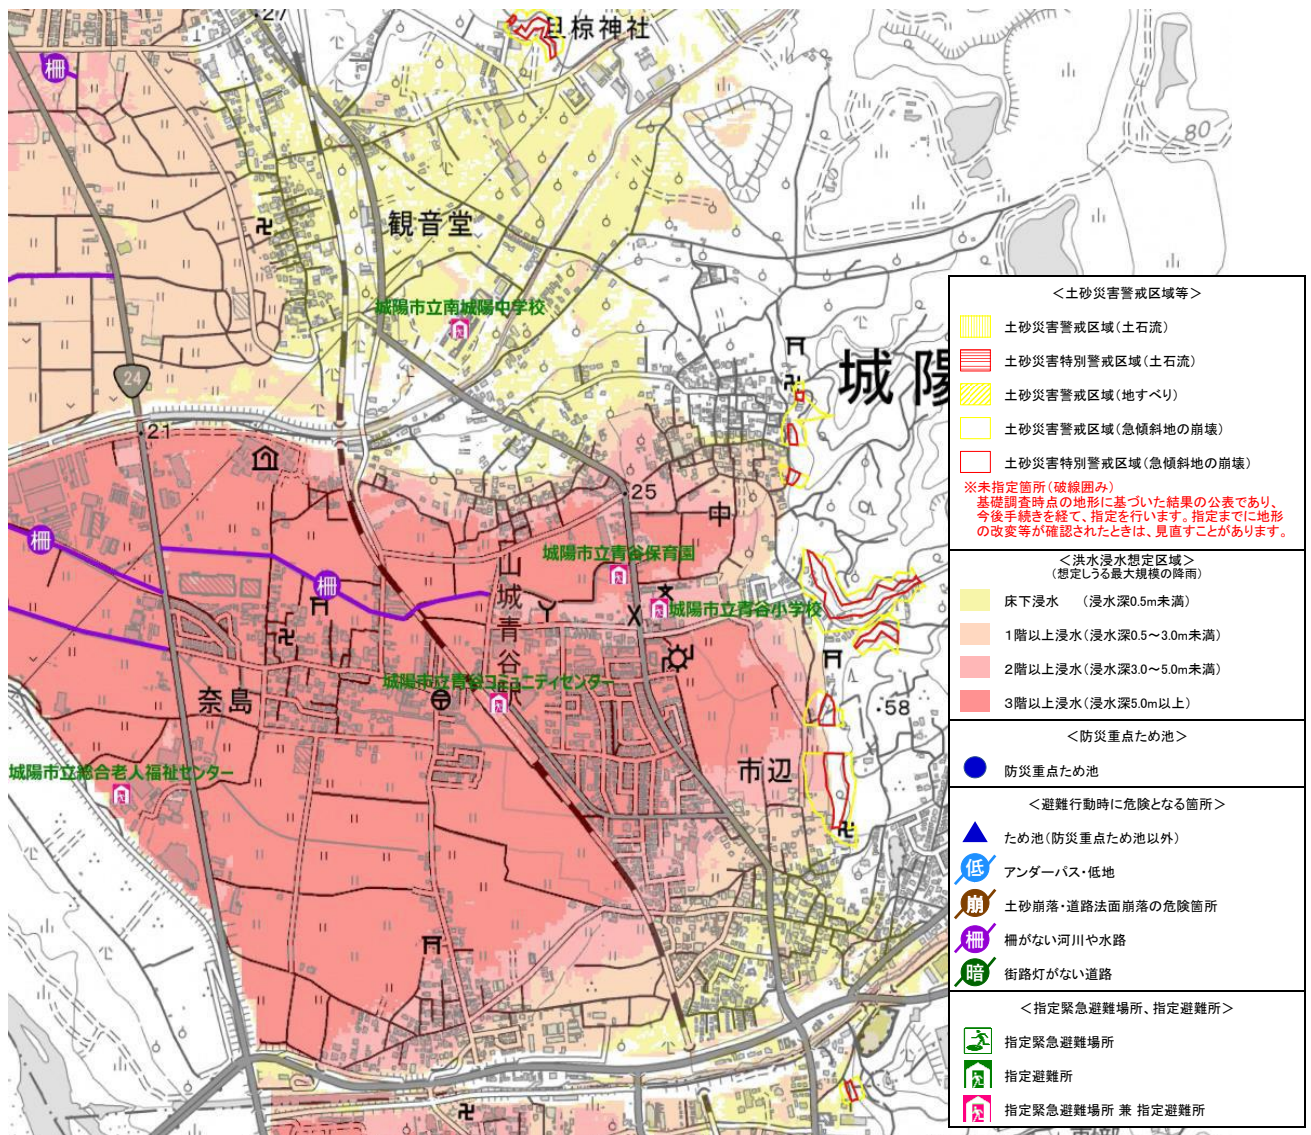 27
旦椋神社
柵
80
観音堂
城陽市立南城陽中学校
24
城陽
21
25
中
柵
城陽市立青谷保育園
山城青谷駅
柵
城陽市立青谷小学校
城陽市立青谷コミュニティセンター
奈島
58
城陽市立総合老人福祉センター
市辺
＜土砂災害警戒区域等＞
土砂災害警戒区域(土石流)
土砂災害特別警戒区域(土石流)
土砂災害警戒区域(地すべり)
土砂災害警戒区域(急傾斜地の崩壊)
土砂災害特別警戒区域(急傾斜地の崩壊)
※未指定箇所(破線囲み)
基礎調査時点の地形に基づいた結果の公表であり、
今後手続きを経て、指定を行います。指定までに地形
の改変等が確認されたときは、見直すことがあります。
＜洪水浸水想定区域＞
(想定しうる最大規模の降雨)
床下浸水 (浸水深0.5m未満)
1階以上浸水(浸水深0.5～3.0m未満)
2階以上浸水(浸水深3.0～5.0m未満)
3階以上浸水(浸水深5.0m以上)
＜防災重点ため池＞
防災重点ため池
＜避難行動時に危険となる箇所＞
ため池(防災重点ため池以外)
低 アンダーパス・低地
崩 土砂崩落・道路法面崩落の危険箇所
柵 柵がない河川や水路
暗 街路灯がない道路
＜指定緊急避難場所、指定避難所＞
指定緊急避難場所
指定避難所
指定緊急避難場所 兼 指定避難所